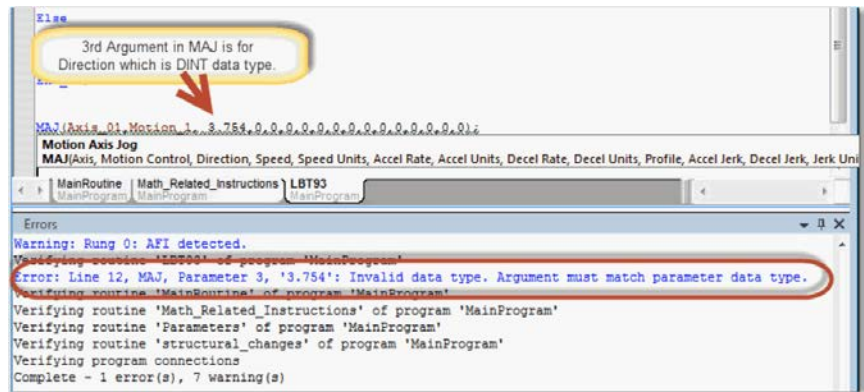 Else
3rd Argument in MAJ is for
Direction which is DINT data type.
MAJ(Axis_01,Motion_1, 3.754,0,0,0,0,0,0,0,0,0,0,0,0,0,0);
Motion Axis Jog
MAJ(Axis, Motion Control, Direction, Speed, Speed Units, Accel Rate, Accel Units, Decel Rate, Decel Units, Profile, Accel Jerk, Decel Jerk, Jerk Uni
MainRoutine Math_Related_Instructions LBT93
MainProgram MainProgram MainProgram
Errors
Warning: Rung 0: AFI detected.
Verifying routine 'LBT93' of program 'MainProgram'
Error: Line 12, MAJ, Parameter 3, '3.754': Invalid data type. Argument must match parameter data type.
Verifying routine 'MainRoutine' of program 'MainProgram'
Verifying routine 'Math_Related_Instructions' of program 'MainProgram'
Verifying routine 'Parameters' of program 'MainProgram'
Verifying routine 'structural_changes' of program 'MainProgram'
Verifying program connections
Complete - 1 error(s), 7 warning(s)